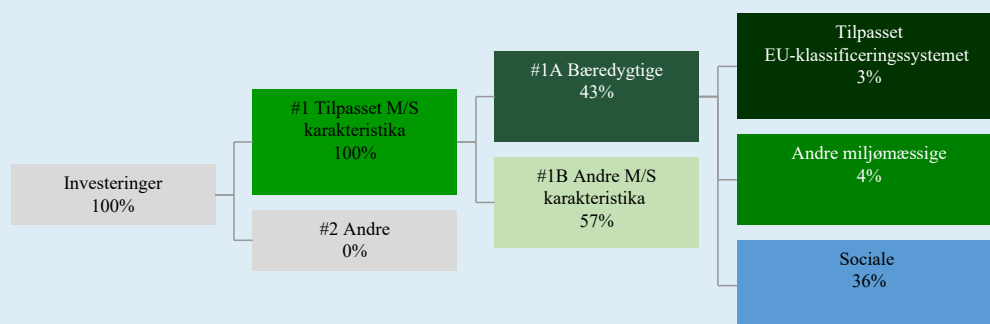 Investeringer
100%
#1 Tilpasset M/S
karakteristika
100%
#2 Andre
0%
#1A Bæredygtige
43%
#1B Andre M/S
karakteristika
57%
Tilpasset
EU-klassificeringssystemet
3%
Andre miljømæssige
4%
Sociale
36%